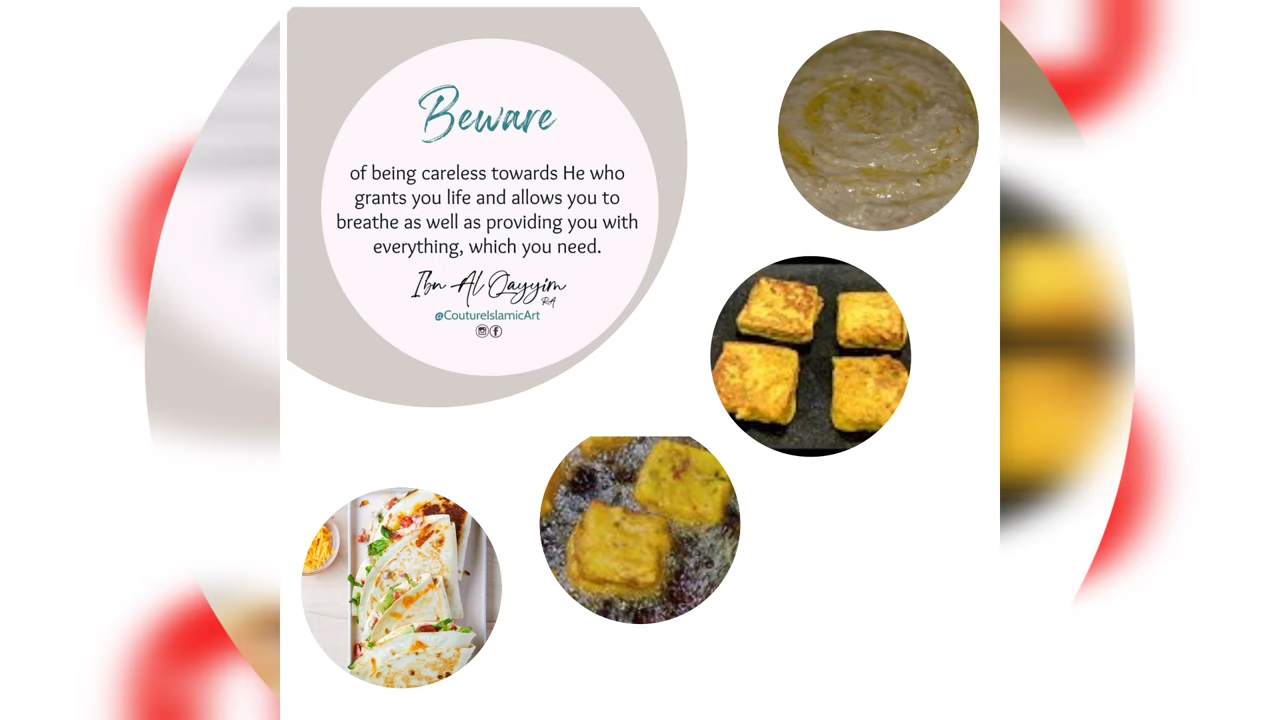 Beware
of being careless towards He who
grants you life and allows you to
breathe as well as providing you with
everything, which you need.
Ibn Al Qayyim
RA
@CoutureIslamicArt